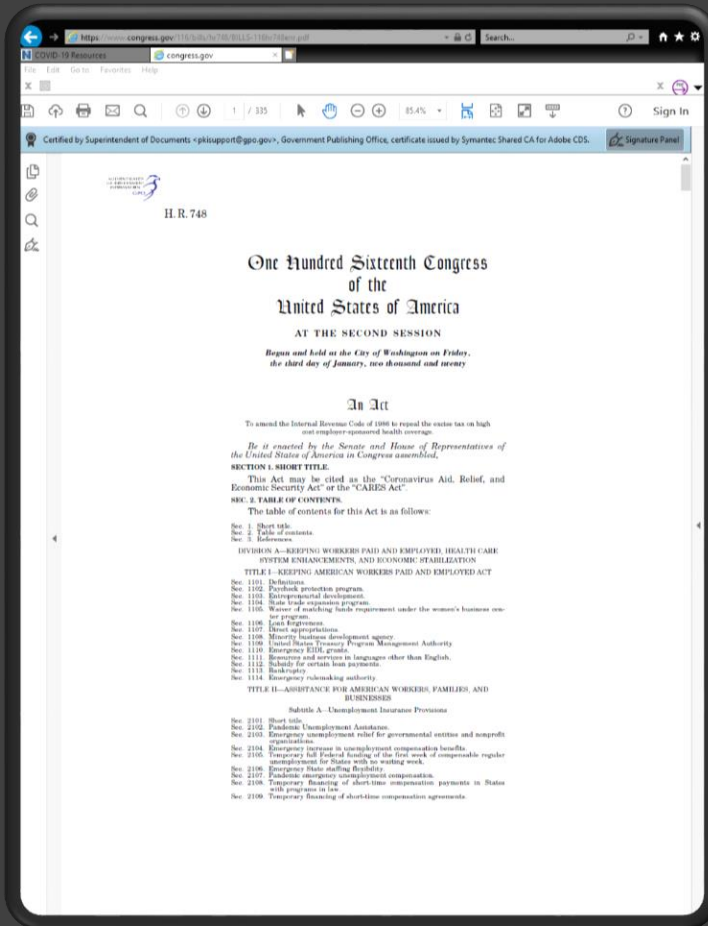 https://www.congress.gov/116/bills/hr748/BILLS-116hr748enr.pdf
Search...
COVID-19 Resources
congress.gov
File Edit Go to Favorites Help
1 / 335
85.4%
Sign In
Certified by Superintendent of Documents <pkisupport@gpo.gov>, Government Publishing Office, certificate issued by Symantec Shared CA for Adobe CDS.
Signature Panel
H. R. 748
One Hundred Sixteenth Congress
of the
United States of America
AT THE SECOND SESSION
Begun and held at the City of Washington on Friday,
the third day of January, two thousand and twenty
An Act
To amend the Internal Revenue Code of 1986 to repeal the excise tax on high
cost employer-sponsored health coverage.
Be it enacted by the Senate and House of Representatives of
the United States of America in Congress assembled,
SECTION 1. SHORT TITLE.
This Act may be cited as the "Coronavirus Aid, Relief, and
Economic Security Act" or the "CARES Act".
SEC. 2. TABLE OF CONTENTS.
The table of contents for this Act is as follows:
Sec. 1. Short title.
Sec. 2. Table of contents.
Sec. 3. References.
DIVISION A—KEEPING WORKERS PAID AND EMPLOYED, HEALTH CARE
SYSTEM ENHANCEMENTS, AND ECONOMIC STABILIZATION
TITLE I—KEEPING AMERICAN WORKERS PAID AND EMPLOYED ACT
Sec. 1101. Definitions.
Sec. 1102. Paycheck protection program.
Sec. 1103. Entrepreneurial development.
Sec. 1104. State trade expansion program.
Sec. 1105. Waiver of matching funds requirement under the women's business cen-
ter program.
Sec. 1106. Loan forgiveness.
Sec. 1107. Direct appropriations.
Sec. 1108. Minority business development agency.
Sec. 1109. United States Treasury Program Management Authority
Sec. 1110. Emergency EIDL grants.
Sec. 1111. Resources and services in languages other than English.
Sec. 1112. Subsidy for certain loan payments.
Sec. 1113. Bankruptcy.
Sec. 1114. Emergency rulemaking authority.
TITLE II—ASSISTANCE FOR AMERICAN WORKERS, FAMILIES, AND
BUSINESSES
Subtitle A—Unemployment Insurance Provisions
Sec. 2101. Short title.
Sec. 2102. Pandemic Unemployment Assistance.
Sec. 2103. Emergency unemployment relief for governmental entities and nonprofit
organizations.
Sec. 2104. Emergency increase in unemployment compensation benefits.
Sec. 2105. Temporary full Federal funding of the first week of compensable regular
unemployment for States with no waiting week.
Sec. 2106. Emergency State staffing flexibility.
Sec. 2107. Pandemic emergency unemployment compensation.
Sec. 2108. Temporary financing of short-time compensation payments in States
with programs in law.
Sec. 2109. Temporary financing of short-time compensation agreements.